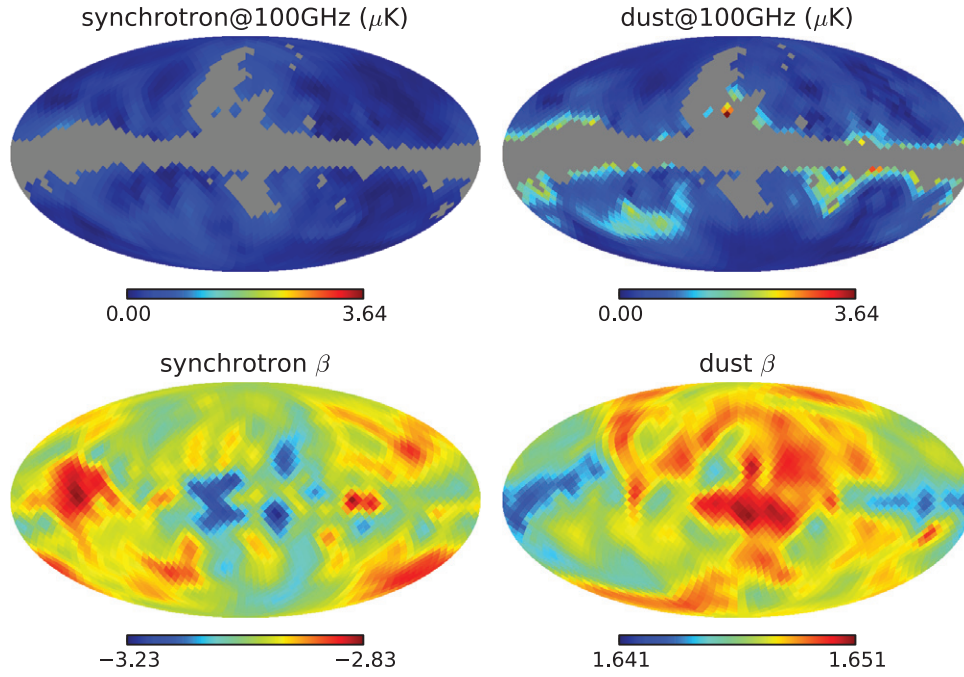 synchrotron@100GHz (μK)
dust@100GHz (μK)
0.00
3.64
0.00
3.64
synchrotron β
dust β
−3.23
−2.83
1.641
1.651